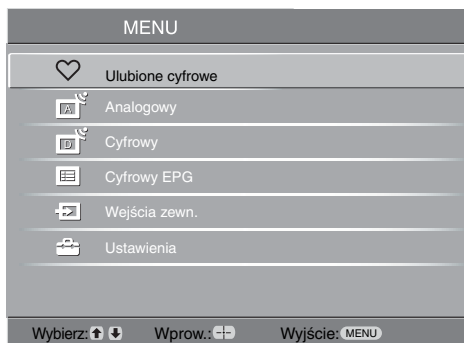 MENU
Ulubione cyfrowe
A Analogowy
D Cyfrowy
Cyfrowy EPG
Wejścia zewn.
Ustawienia
Wybierz: Wprow.: Wyjście: MENU